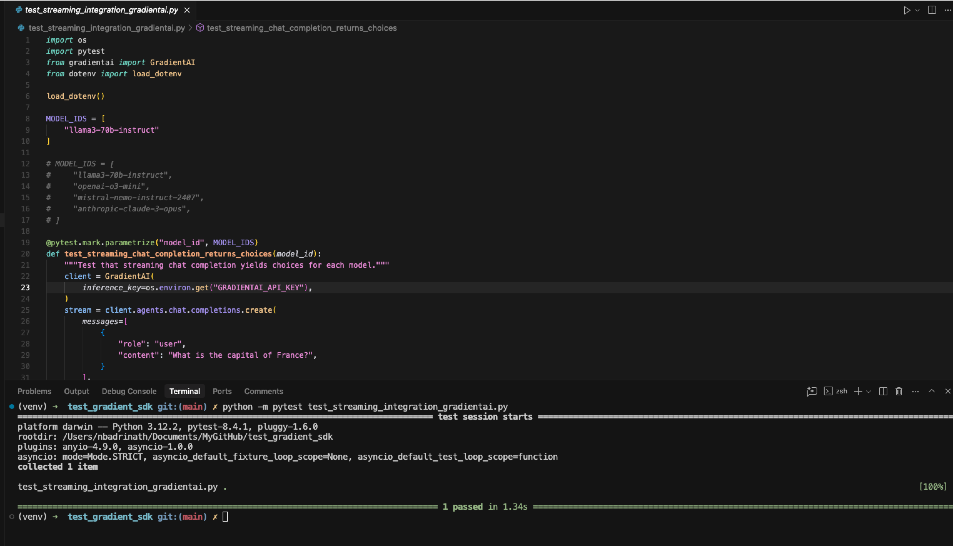 test_streaming_integration_gradientai.py ×
test_streaming_integration_gradientai.py > test_streaming_chat_completion_returns_choices
1 import os
2 import pytest
3 from gradientai import GradientAI
4 from dotenv import load_dotenv
5
6 load_dotenv()
7
8 MODEL_IDS = [
9 "llama3-70b-instruct"
10 ]
11
12 # MODEL_IDS = [
13 # "llama3-70b-instruct",
14 # "openai-o3-mini",
15 # "mistral-nemo-instruct-2407",
16 # "anthropic-claude-3-opus",
17 # ]
18
19 @pytest.mark.parametrize("model_id", MODEL_IDS)
20 def test_streaming_chat_completion_returns_choices(model_id):
21 """Test that streaming chat completion yields choices for each model."""
22 client = GradientAI(
23 inference_key=os.environ.get("GRADIENTAI_API_KEY"),
24 )
25 stream = client.agents.chat.completions.create(
26 messages=[
27 {
28 "role": "user",
29 "content": "What is the capital of France?",
30 }
31 ],
Problems Output Debug Console Terminal Ports Comments zsh
(venv) → test_gradient_sdk git:(main) ✗ python -m pytest test_streaming_integration_gradientai.py
test session starts
platform darwin -- Python 3.12.2, pytest-8.4.1, pluggy-1.6.0
rootdir: /Users/nbadrinath/Documents/MyGitHub/test_gradient_sdk
plugins: anyio-4.9.0, asyncio-1.0.0
asyncio: mode=Mode.STRICT, asyncio_default_fixture_loop_scope=None, asyncio_default_test_loop_scope=function
collected 1 item
test_streaming_integration_gradientai.py . [100%]
1 passed in 1.34s
(venv) → test_gradient_sdk git:(main) ✗